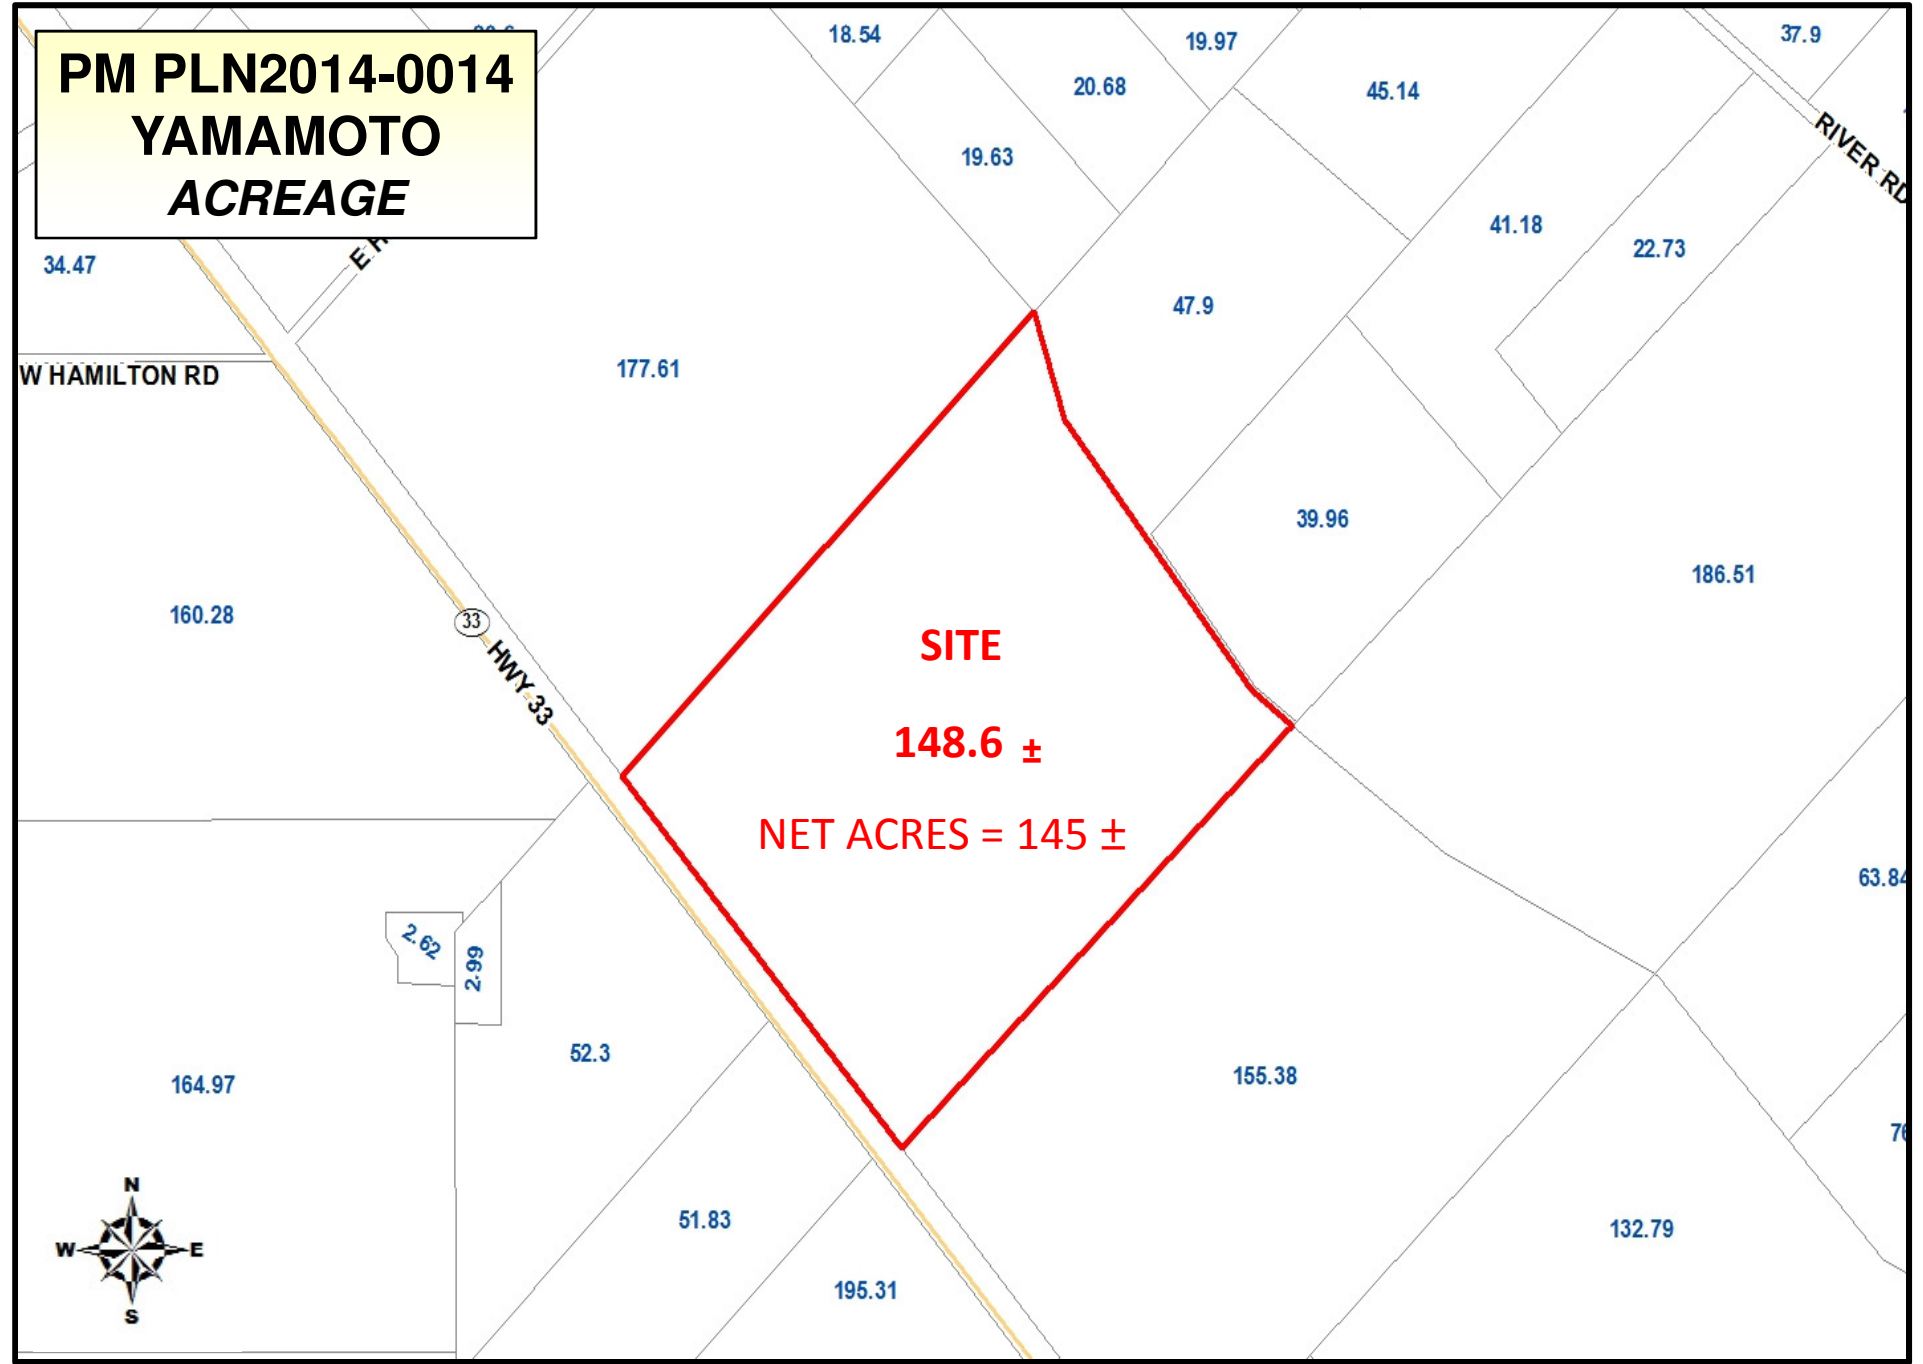 PM PLN2014-0014
YAMAMOTO
ACREAGE
18.54
19.97
37.9
20.68
45.14
RIVER RD
19.63
41.18
22.73
34.47
47.9
177.61
W HAMILTON RD
39.96
186.51
160.28
33
HWY 33
SITE
148.6 ±
NET ACRES = 145 ±
63.84
2.62
2.99
52.3
155.38
164.97
76
51.83
132.79
195.31
N
W
E
S